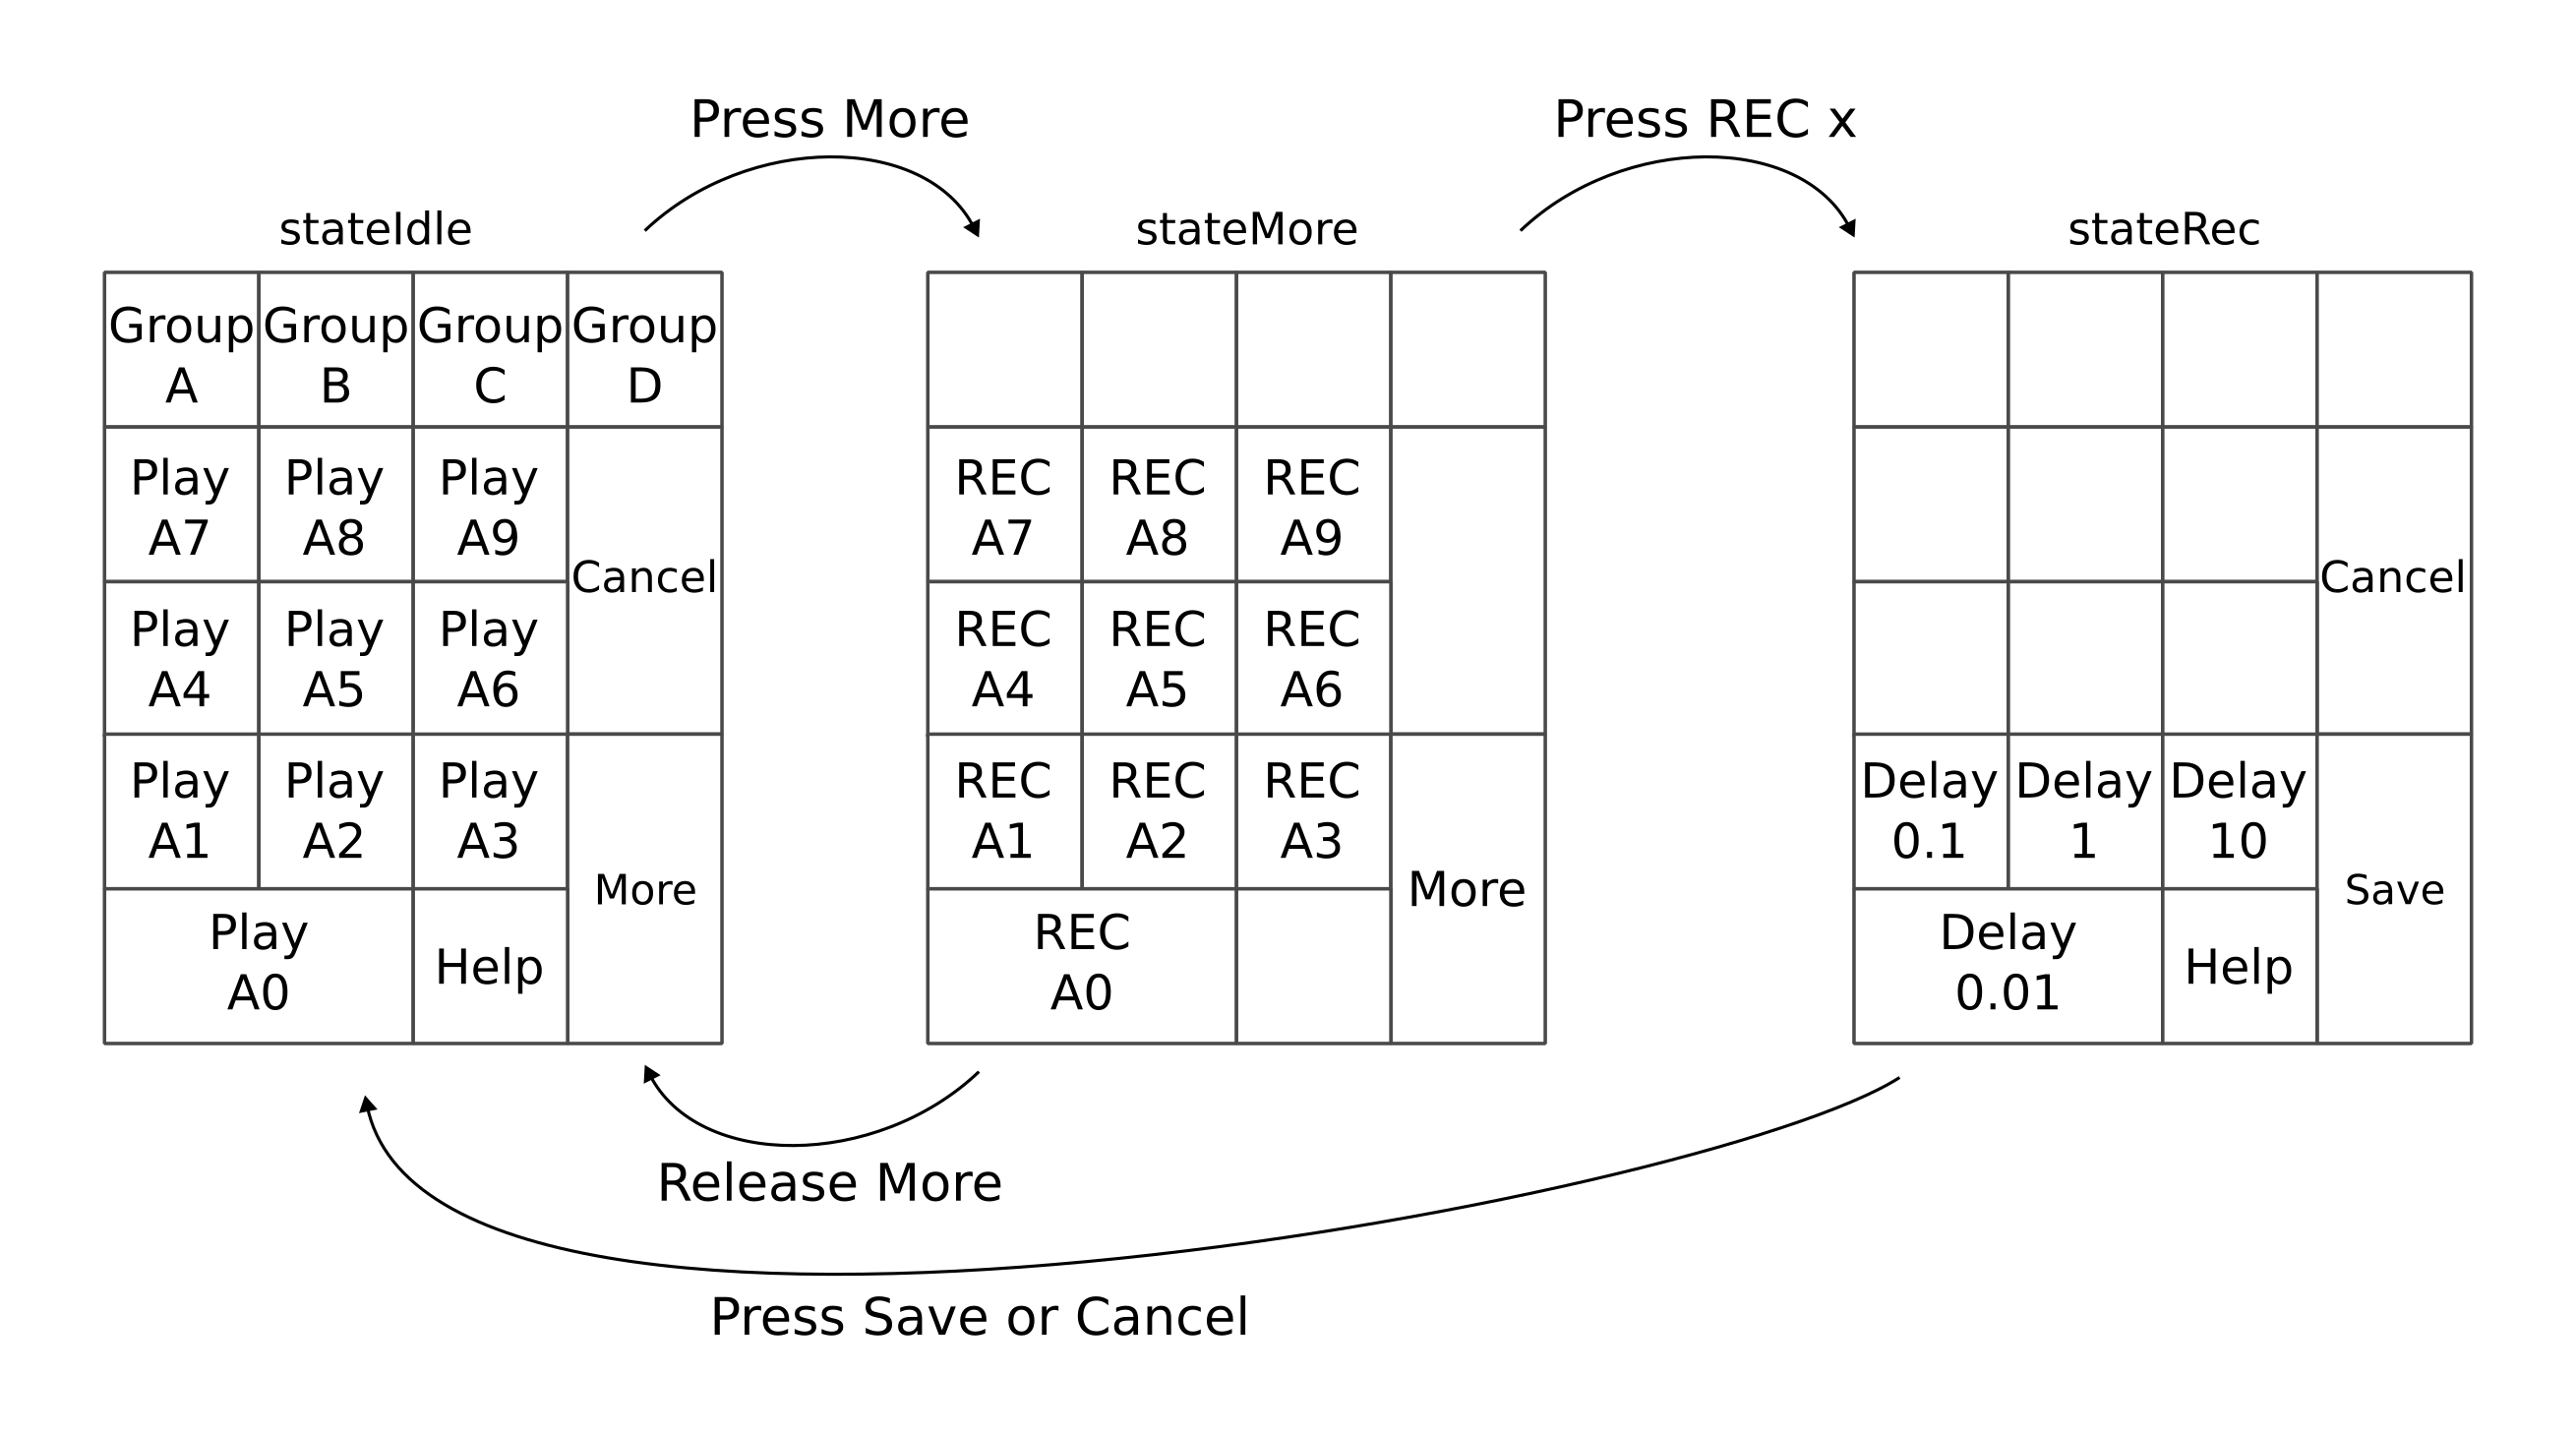 Press More
Press REC x
stateIdle
stateMore
stateRec
Group
A
Group
B
Group
C
Group
D
Play
A7
Play
A8
Play
A9
Cancel
Play
A4
Play
A5
Play
A6
Play
A1
Play
A2
Play
A3
More
Play
A0
Help
REC
A7
REC
A8
REC
A9
REC
A4
REC
A5
REC
A6
REC
A1
REC
A2
REC
A3
More
REC
A0
Cancel
Delay
0.1
Delay
1
Delay
10
Save
Delay
0.01
Help
Release More
Press Save or Cancel